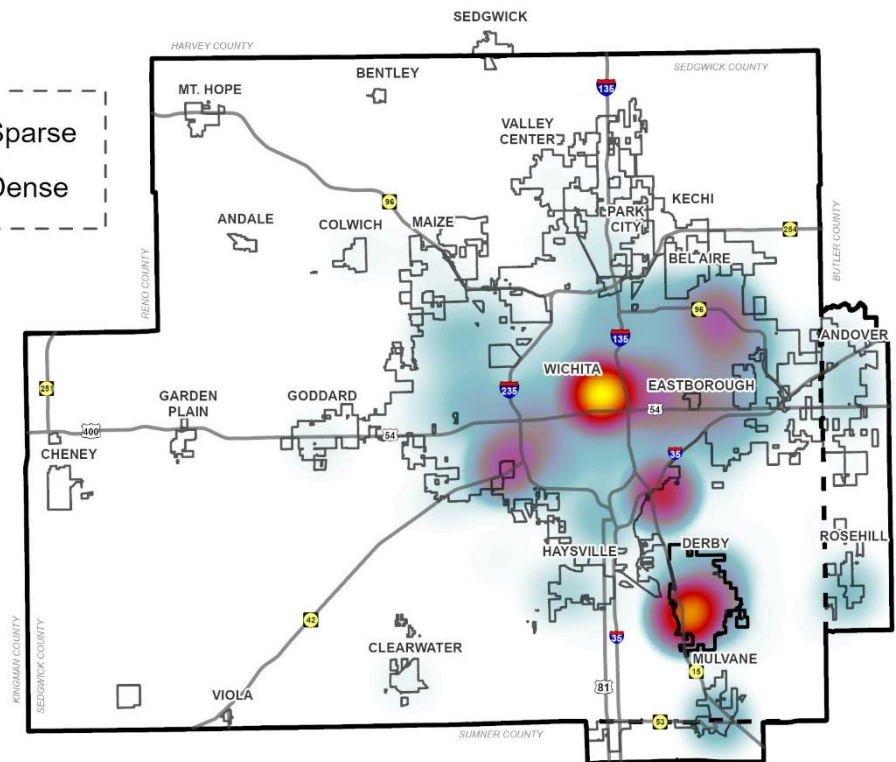 SEDGWICK
HARVEY COUNTY
SEDGWICK COUNTY
BENTLEY
MT. HOPE
135
Sparse
Dense
VALLEY
CENTER
96
KECHI
PARK
CITY
ANDALE
COLWICH
MAIZE
254
BEL AIRE
BUTLER COUNTY
RENO COUNTY
96
135
ANDOVER
WICHITA
EASTBOROUGH
251
235
GARDEN
PLAIN
GODDARD
54
400
54
CHENEY
35
HAYSVILLE
DERBY
ROSEHILL
42
35
CLEARWATER
MULVANE
KINGMAN COUNTY
SEDGWICK COUNTY
15
81
VIOLA
53
SUMNER COUNTY